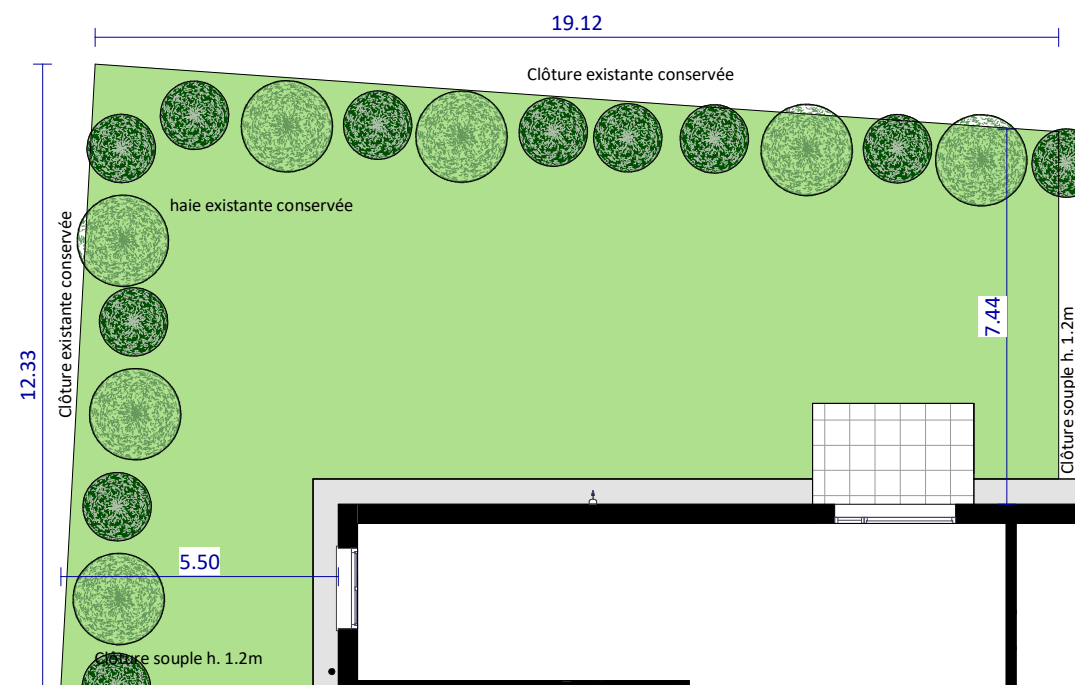 19.12
Clôture existante conservée
haie existante conservée
Clôture existante conservée
12.33
7.44
Clôture souple h. 1.2m
5.50
Clôture souple h. 1.2m